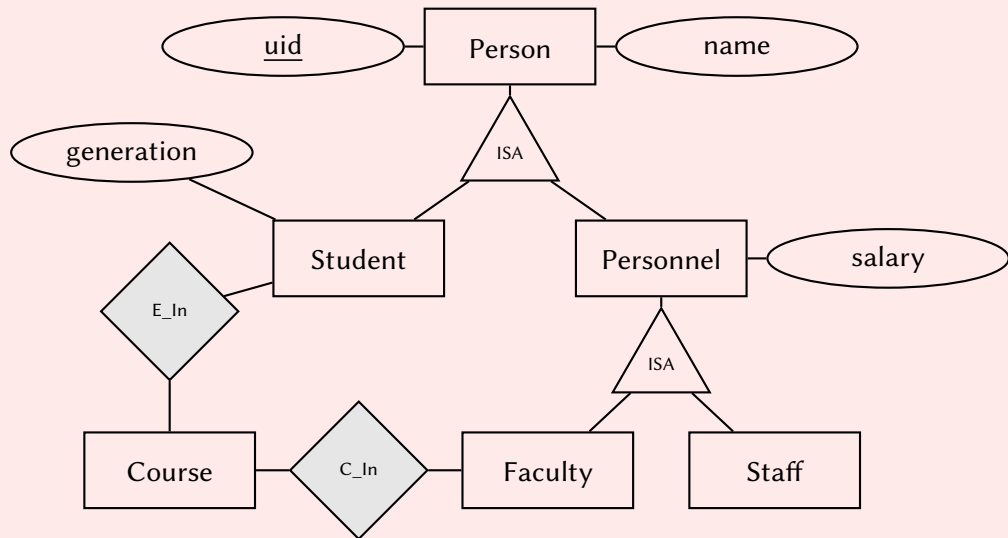 uid
Person
name
ISA
generation
Student
Personnel
salary
E_In
ISA
Course
C_In
Faculty
Staff